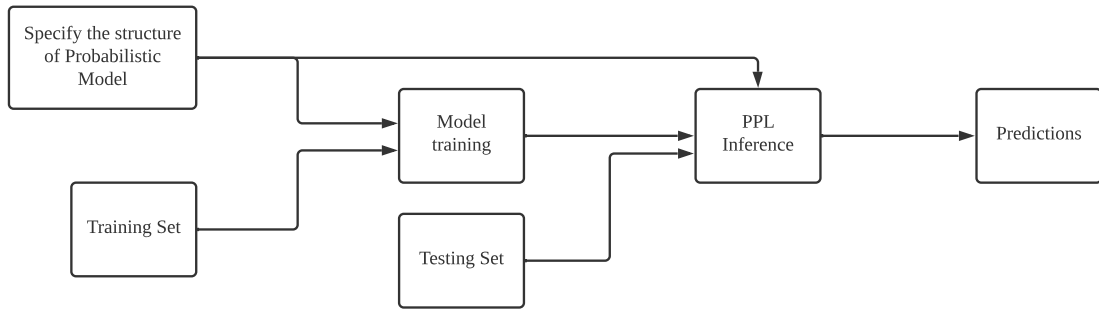 Specify the structure
of Probabilistic
Model
Model
training
PPL
Inference
Predictions
Training Set
Testing Set